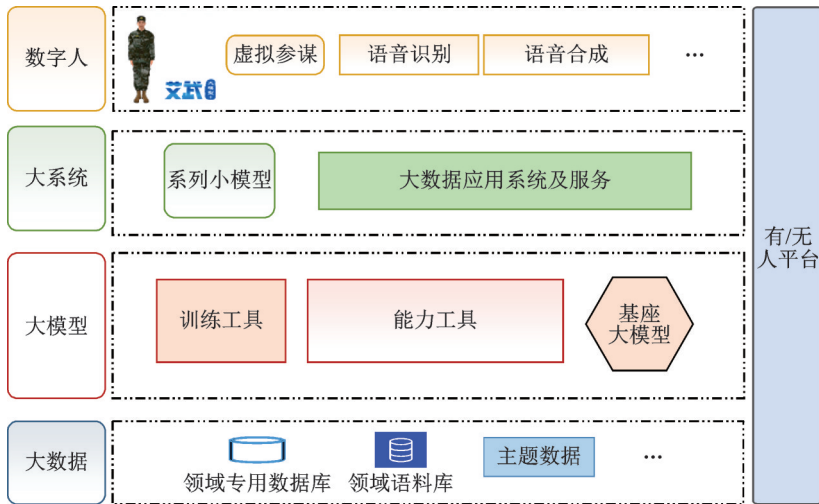 数字人
虚拟参谋
语音识别
语音合成
…
艾武
大系统
系列小模型
大数据应用系统及服务
有/无
人平台
大模型
训练工具
能力工具
基座
大模型
大数据
领域专用数据库
领域语料库
主题数据
…